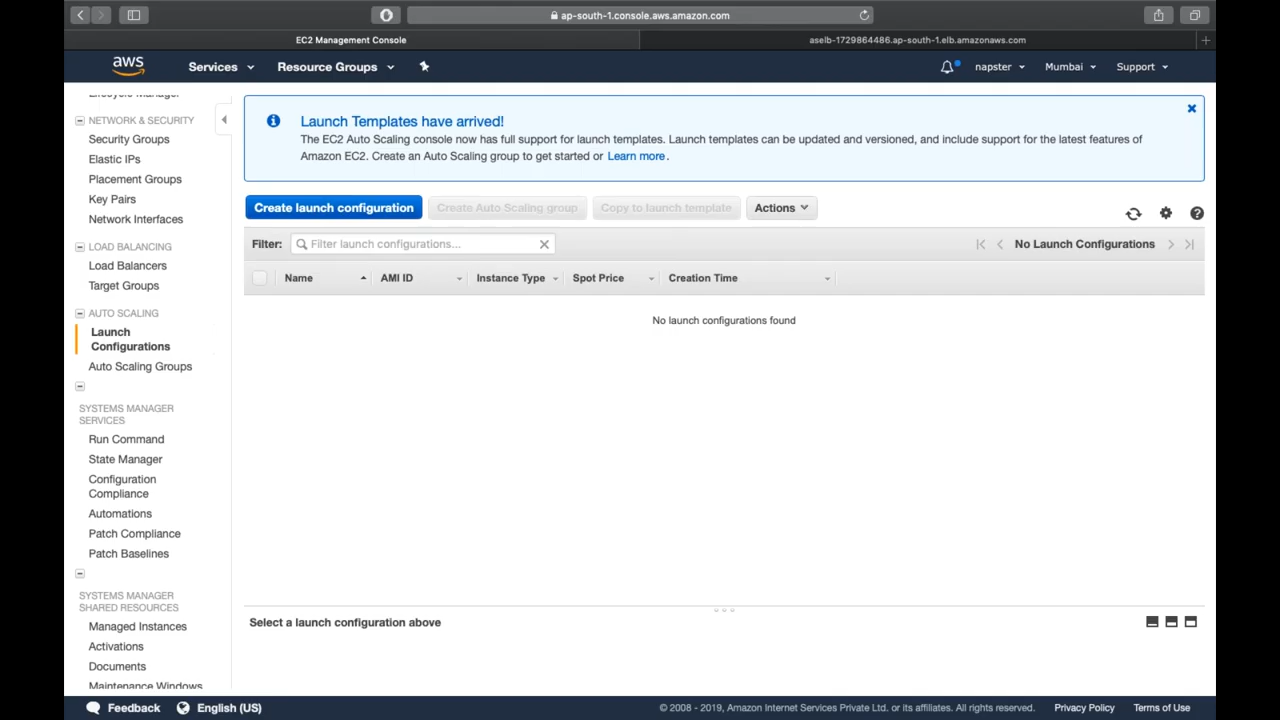 ap-south-1.console.aws.amazon.com
EC2 Management Console
aselb-1729864486.ap-south-1.elb.amazonaws.com
aws
Services
Resource Groups
napster
Mumbai
Support
Lifecycle Manager
NETWORK & SECURITY
Security Groups
Elastic IPs
Placement Groups
Key Pairs
Network Interfaces
LOAD BALANCING
Load Balancers
Target Groups
AUTO SCALING
Launch
Configurations
Auto Scaling Groups
SYSTEMS MANAGER
SERVICES
Run Command
State Manager
Configuration
Compliance
Automations
Patch Compliance
Patch Baselines
SYSTEMS MANAGER
SHARED RESOURCES
Managed Instances
Activations
Documents
Maintenance Windows
Launch Templates have arrived!
The EC2 Auto Scaling console now has full support for launch templates. Launch templates can be updated and versioned, and include support for the latest features of
Amazon EC2. Create an Auto Scaling group to get started or Learn more.
Create launch configuration
Create Auto Scaling group
Copy to launch template
Actions
Filter:
Filter launch configurations...
No Launch Configurations
Name
AMI ID
Instance Type
Spot Price
Creation Time
No launch configurations found
Select a launch configuration above
Feedback
English (US)
© 2008 - 2019, Amazon Internet Services Private Ltd. or its affiliates. All rights reserved.
Privacy Policy
Terms of Use